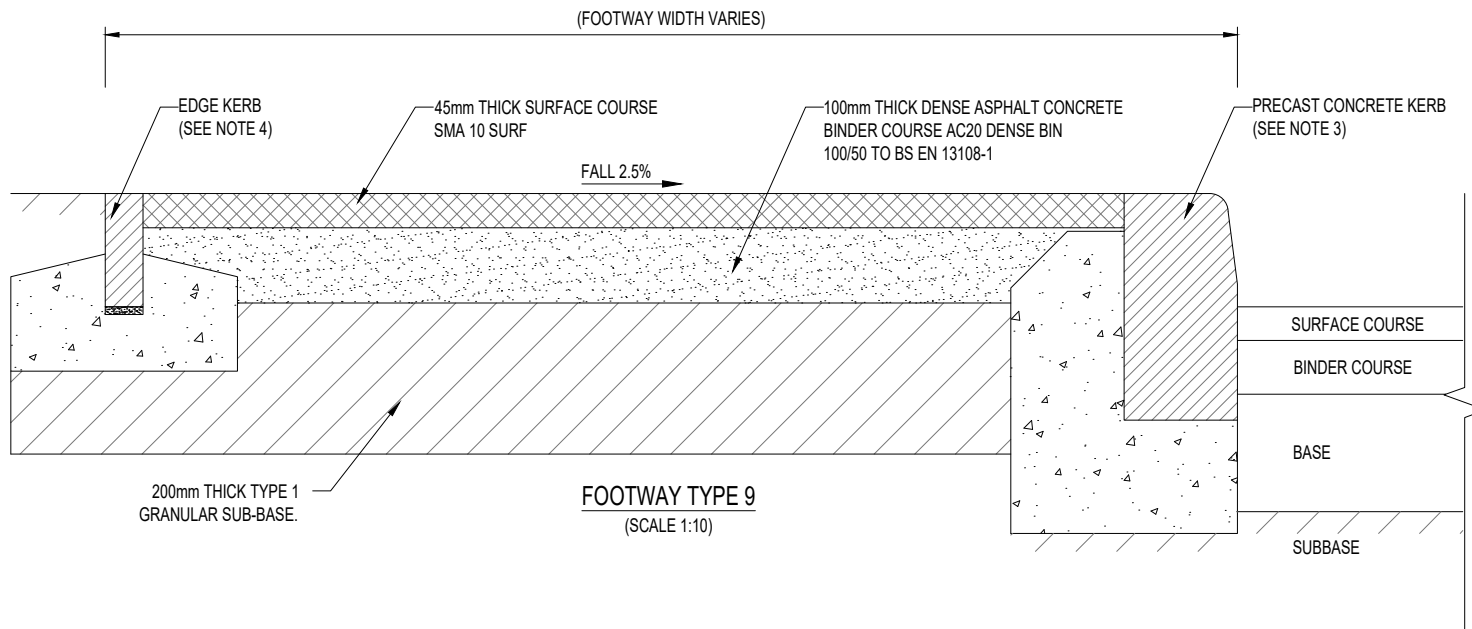 (FOOTWAY WIDTH VARIES)
EDGE KERB
(SEE NOTE 4)
45mm THICK SURFACE COURSE
SMA 10 SURF
100mm THICK DENSE ASPHALT CONCRETE
BINDER COURSE AC20 DENSE BIN
100/50 TO BS EN 13108-1
PRECAST CONCRETE KERB
(SEE NOTE 3)
FALL 2.5%
SURFACE COURSE
BINDER COURSE
BASE
SUBBASE
200mm THICK TYPE 1
GRANULAR SUB-BASE.
FOOTWAY TYPE 9
(SCALE 1:10)